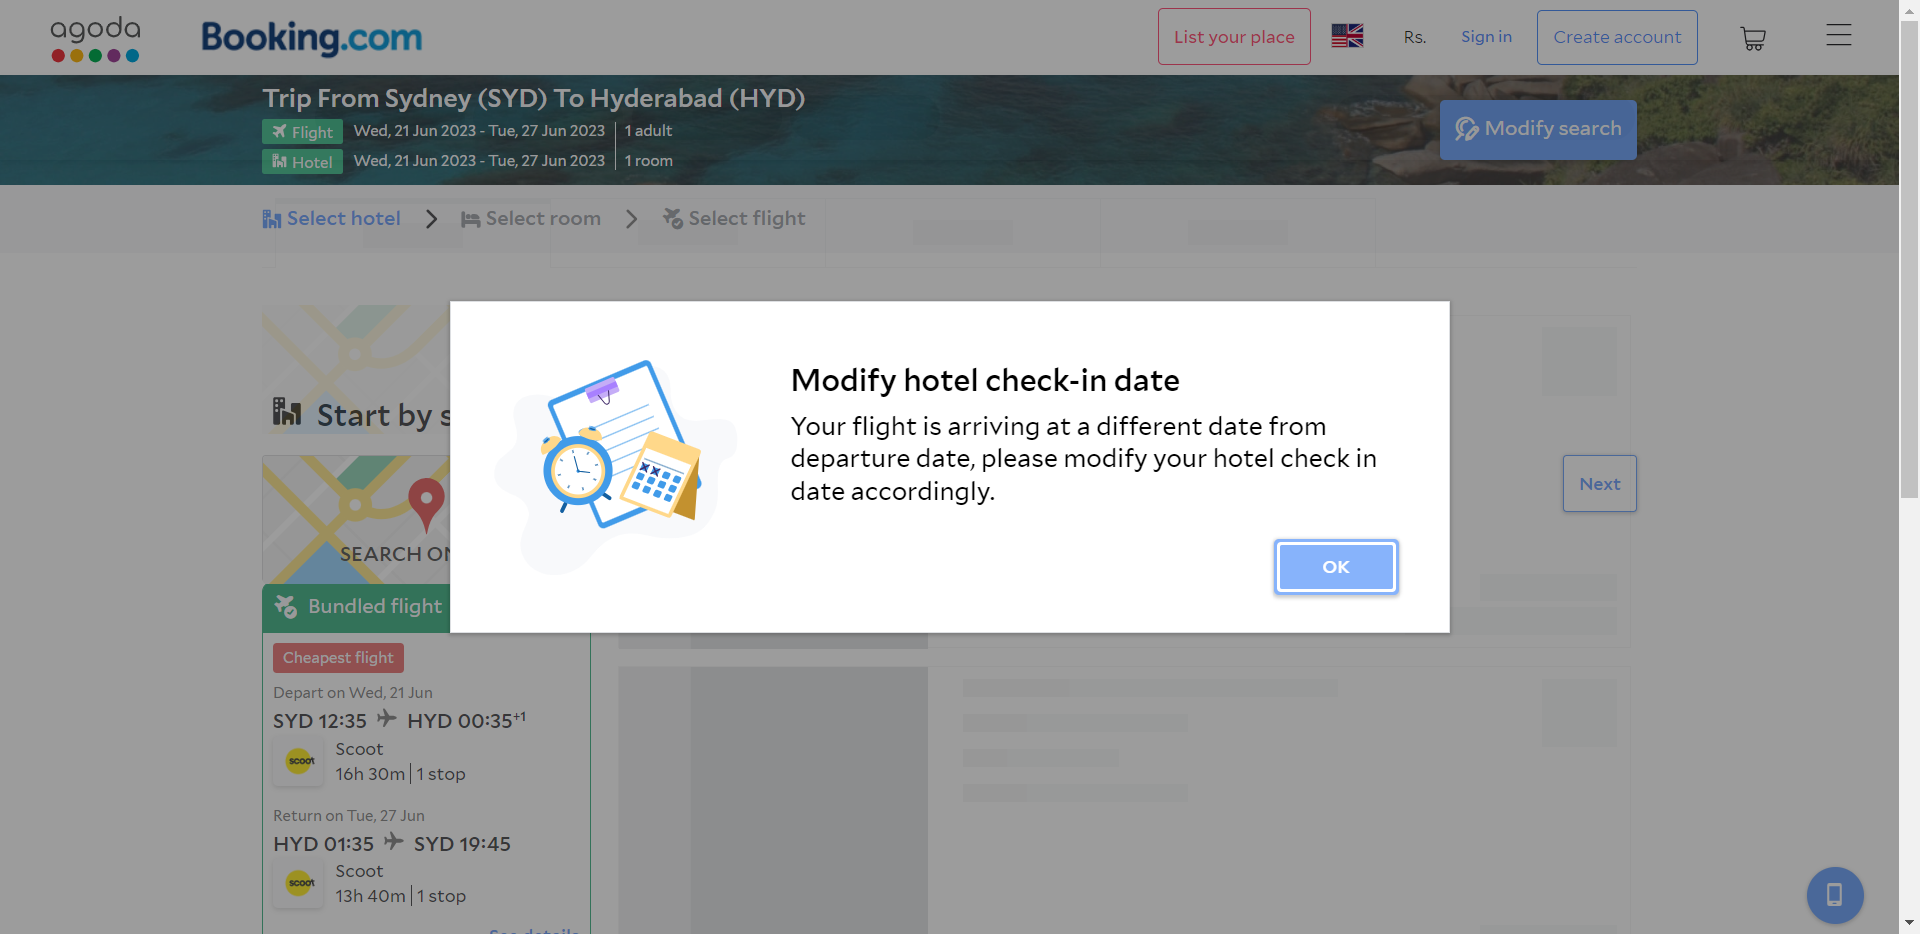 agoda
Booking.com
List your place
Rs.
Sign in
Create account
Trip From Sydney (SYD) To Hyderabad (HYD)
Flight
Wed, 21 Jun 2023 - Tue, 27 Jun 2023
1 adult
Hotel
Wed, 21 Jun 2023 - Tue, 27 Jun 2023
1 room
Modify search
Select hotel
Select room
Select flight
Start by s
SEARCH ON
Modify hotel check-in date
Your flight is arriving at a different date from
departure date, please modify your hotel check in
date accordingly.
OK
Next
Bundled flight
Cheapest flight
Depart on Wed, 21 Jun
SYD 12:35 HYD 00:35+1
Scoot
scoot
16h 30m 1 stop
Return on Tue, 27 Jun
HYD 01:35 SYD 19:45
Scoot
scoot
13h 40m 1 stop
See details